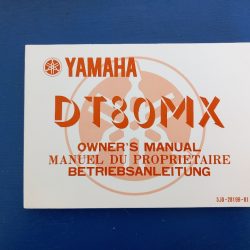 YAMAHA
DT80MX
OWNER'S MANUAL
MANUEL DU PROPRIETAIRE
BETRIEBSANLEITUNG